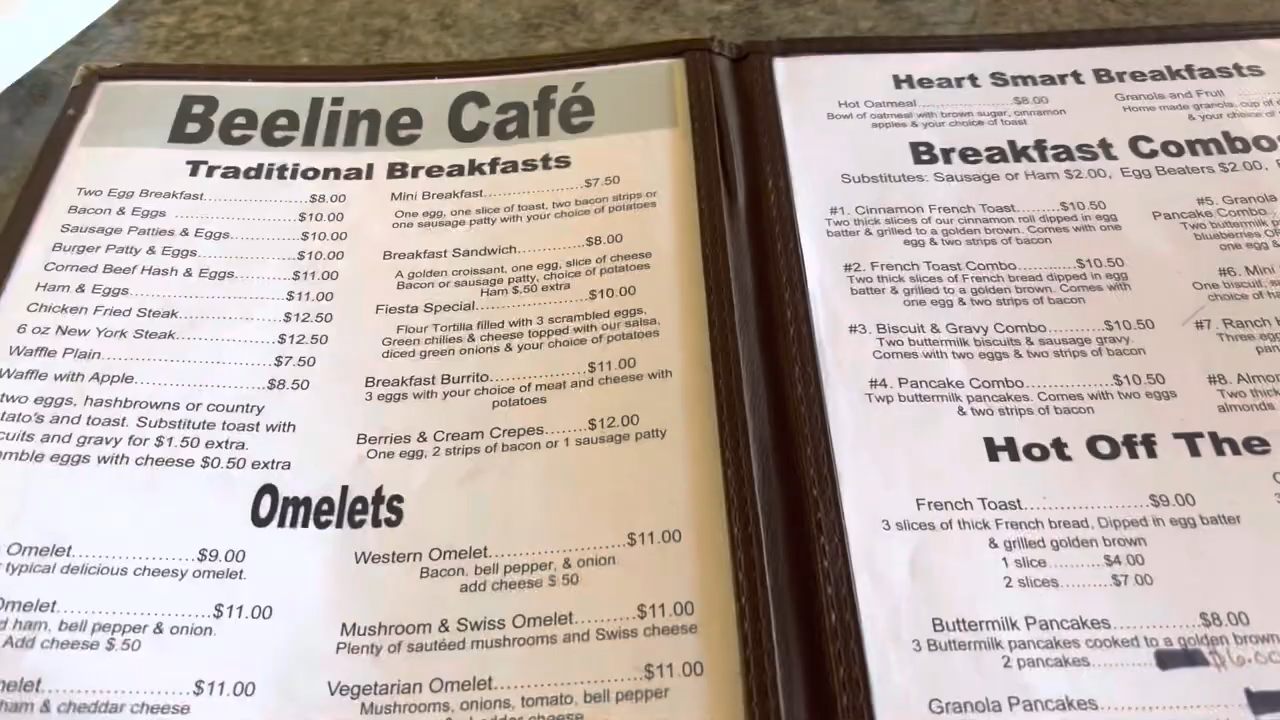 Beeline Café
Traditional Breakfasts
Two Egg Breakfast....................$8.00
Bacon & Eggs ....................$10.00
Sausage Patties & Eggs..............$10.00
Burger Patty & Eggs....................$10.00
Corned Beef Hash & Eggs..........$11.00
Ham & Eggs..............................$11.00
Chicken Fried Steak....................$12.50
6 oz New York Steak....................$12.50
Waffle Plain..............................$7.50
Waffle with Apple....................$8.50
two eggs, hashbrowns or country
and toast. Substitute toast with
and gravy for $1.50 extra.
eggs with cheese $0.50 extra
Mini Breakfast....................$7.50
One egg, one slice of toast, two bacon strips or
one sausage patty with your choice of potatoes
Breakfast Sandwich..............$8.00
A golden croissant, one egg, slice of cheese
Bacon or sausage patty, choice of potatoes
Ham $.50 extra
Fiesta Special....................$10.00
Flour Tortilla filled with 3 scrambled eggs,
Green chilies & cheese topped with our salsa,
diced green onions & your choice of potatoes
Breakfast Burrito....................$11.00
3 eggs with your choice of meat and cheese with
potatoes
Berries & Cream Crepes........$12.00
One egg, 2 strips of bacon or 1 sausage patty
Omelets
Omelet....................$9.00
typical delicious cheesy omelet.
Omelet....................$11.00
ham, bell pepper & onion.
Add cheese $.50
$11.00
ham & cheddar cheese
Western Omelet....................$11.00
Bacon, bell pepper, & onion
add cheese $.50
Mushroom & Swiss Omelet..........$11.00
Plenty of sautéed mushrooms and Swiss cheese
Vegetarian Omelet....................$11.00
Mushrooms, onions, tomato, bell pepper
cheese
Heart Smart Breakfasts
Hot Oatmeal....................$8.00
Bowl of oatmeal with brown sugar, cinnamon
apples & your choice of toast
Granola and Fruit
Home made granola, cup of
& your choice of
Breakfast Combo
Substitutes: Sausage or Ham $2.00, Egg Beaters $2.00,
#1. Cinnamon French Toast........$10.50
Two thick slices of our cinnamon roll dipped in egg
batter & grilled to a golden brown. Comes with one
egg & two strips of bacon
#2. French Toast Combo..........$10.50
Two thick slices of French bread dipped in egg
batter & grilled to a golden brown. Comes with
one egg & two strips of bacon
#3. Biscuit & Gravy Combo..........$10.50
Two buttermilk biscuits & sausage gravy.
Comes with two eggs & two strips of bacon
#4. Pancake Combo..............$10.50
Twp buttermilk pancakes. Comes with two eggs
& two strips of bacon
#5. Granola
Pancake Combo
Two buttermilk
blueberries OR
one egg &
#6. Mini
One biscuit,
choice of
#7. Ranch
Three
#8.
Two thick
almonds
Hot Off The
French Toast....................$9.00
3 slices of thick French bread, Dipped in egg batter
& grilled golden brown
1 slice..........$4.00
2 slices..........$7.00
Buttermilk Pancakes..............$8.00
3 Buttermilk pancakes cooked to a golden brown
2 pancakes.......... $6.00
Granola Pancakes....................